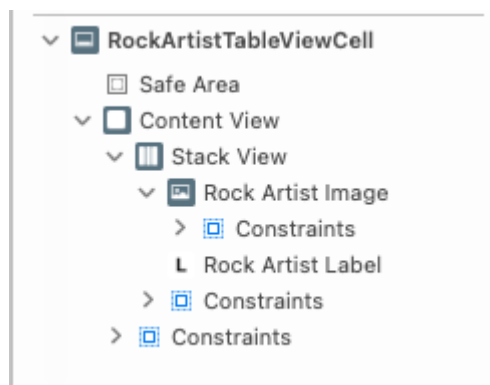 RockArtistTableViewCell
Safe Area
Content View
Stack View
Rock Artist Image
Constraints
L Rock Artist Label
Constraints
Constraints